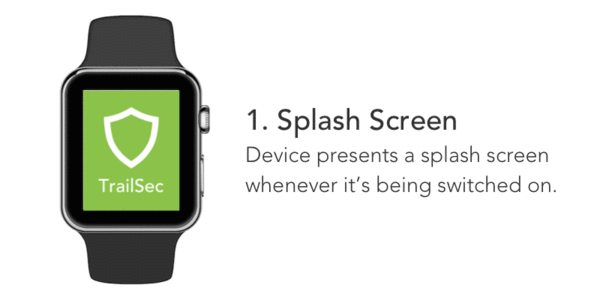 TrailSec
1. Splash Screen
Device presents a splash screen
whenever it's being switched on.